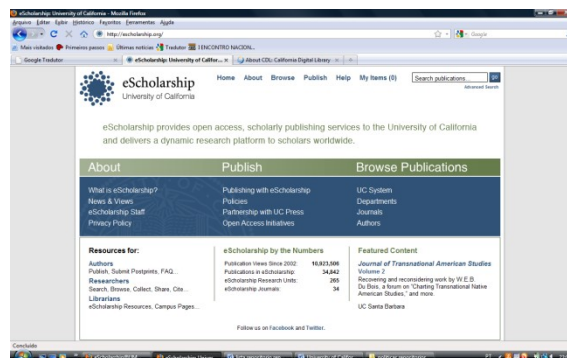 eScholarship: University of California - Mozilla Firefox
Arquivo Editar Exibir Histórico Favoritos Ferramentas Ajuda
http://escholarship.org/
Google
Mais visitados Primeiros passos Últimas notícias Tradutor II ENCONTRO NACION...
Google Tradutor
eScholarship: University of Califor...
About CDL: California Digital Library
eScholarship
University of California
Home About Browse Publish Help My Items (0)
Search publications...
Advanced Search
eScholarship provides open access, scholarly publishing services to the University of California
and delivers a dynamic research platform to scholars worldwide.
About
What is eScholarship?
News & Views
eScholarship Staff
Privacy Policy
Publish
Publishing with eScholarship
Policies
Partnership with UC Press
Open Access Initiatives
Browse Publications
UC System
Departments
Journals
Authors
Resources for:
Authors
Publish, Submit Postprints, FAQ...
Researchers
Search, Browse, Collect, Share, Cite...
Librarians
eScholarship Resources, Campus Pages...
eScholarship by the Numbers
Publication Views Since 2002: 10,923,506
Publications in eScholarship: 34,842
eScholarship Research Units: 265
eScholarship Journals: 34
Featured Content
Journal of Transnational American Studies
Volume 2
Recovering and reconsidering work by W.E.B.
Du Bois, a forum on "Charting Transnational Native
American Studies," and more.
UC Santa Barbara
Follow us on Facebook and Twitter.
Concluído